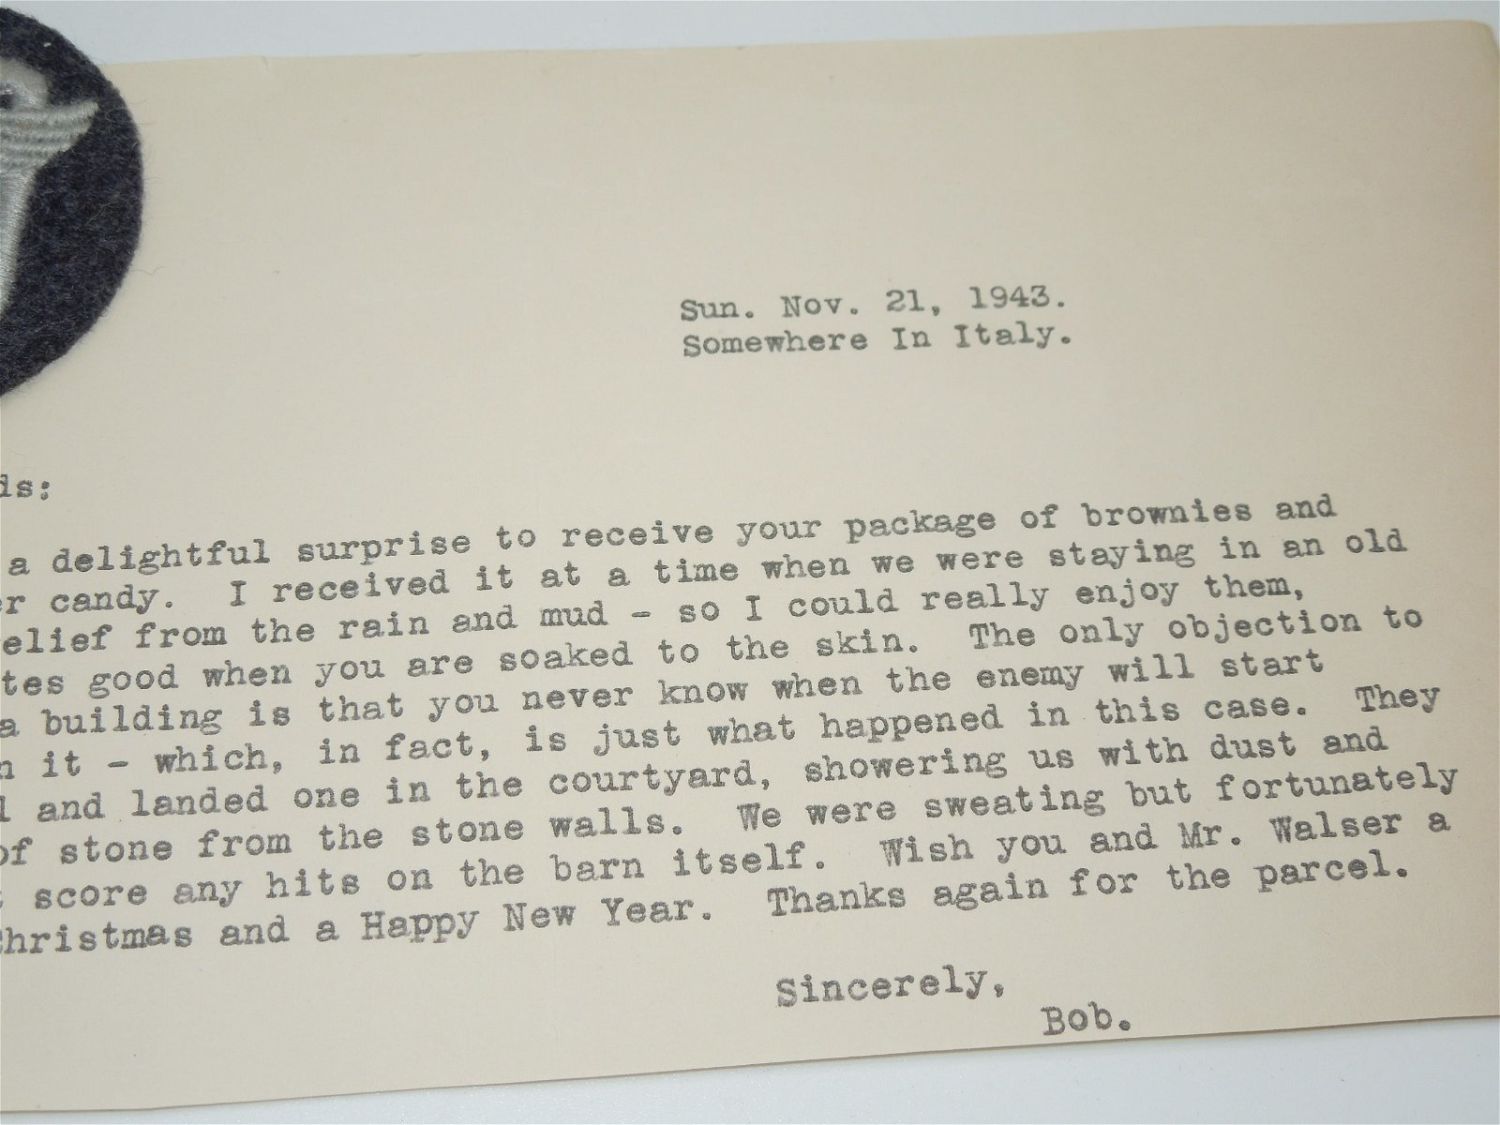 Sun. Nov. 21, 1943.
Somewhere In Italy.
ds:
a delightful surprise to receive your package of brownies and
r candy. I received it at a time when we were staying in an old
elief from the rain and mud - so I could really enjoy them,
tes good when you are soaked to the skin. The only objection to
a building is that you never know when the enemy will start
n it - which, in fact, is just what happened in this case. They
l and landed one in the courtyard, showering us with dust and
of stone from the stone walls. We were sweating but fortunately
score any hits on the barn itself. Wish you and Mr. Walser a
Christmas and a Happy New Year. Thanks again for the parcel.
Sincerely,
Bob.